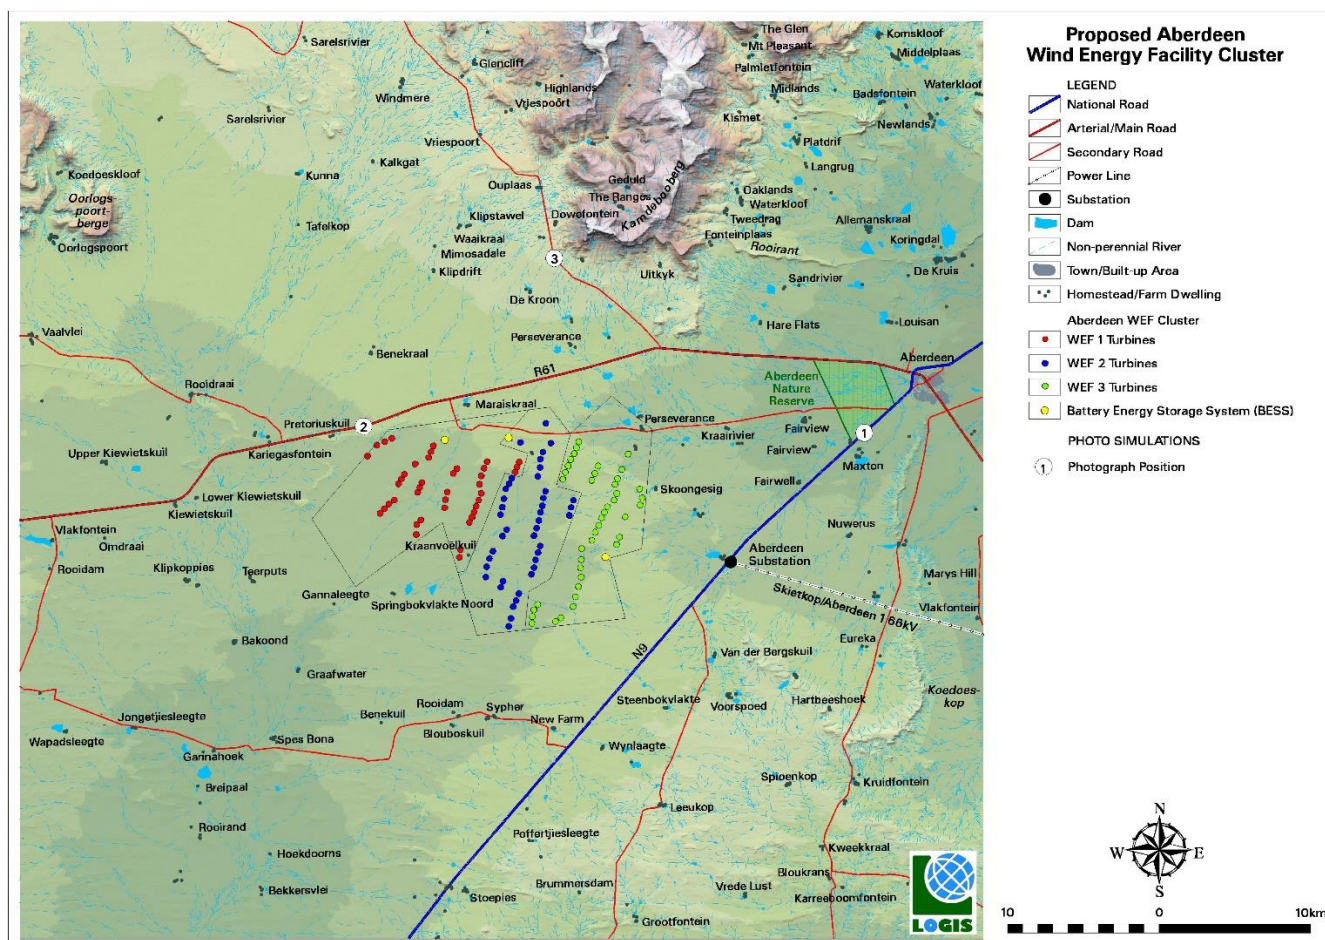 Proposed Aberdeen
Wind Energy Facility Cluster
LEGEND
National Road
Arterial/Main Road
Secondary Road
Power Line
Substation
Dam
Non-perennial River
Town/Built-up Area
Homestead/Farm Dwelling
Aberdeen WEF Cluster
WEF 1 Turbines
WEF 2 Turbines
WEF 3 Turbines
Battery Energy Storage System (BESS)
PHOTO SIMULATIONS
1 Photograph Position
N
W E
S
10 0 10km
LOGIS
Sarelsrivier
Glencliff
The Glen
Mt Pleasant
Komskloof
Middelplaas
Palmietfontein
Windmere
Highlands
Vriespoort
Midlands
Badsfontein
Waterkloof
Sarelsrivier
Kismet
Newlands
Vriespoort
Platdrif
Kalkgat
Langrug
Koedoeskloof
Kunna
Ouplaas
Geduld
The Ranges
Kamdebooberg
Oaklands
Waterkloof
Oorlogs
poort-
berge
Tafelkop
Klipstawel
Dowefontein
Tweedrag
Allemanskraal
Waaikraal
Fonteinplaas
Koringdal
Oorlogspoort
Mimosadale
Rooirant
Klipdrift
3
Uitkyk
Sandrivier
De Kruis
De Kroon
Vaalvlei
Perseverance
Hare Flats
Louisan
Benekraal
R61
Aberdeen
Aberdeen
Nature
Reserve
Rooidraai
Maraiskraal
Pretoriuskuil
2
Perseverance
Fairview
Kraairivier
1
Kariegasfontein
Fairview
Upper Kiewietskuil
Maxton
Lower Kiewietskuil
Skoongesig
Fairwell
Kiewietskuil
Vlakfontein
Nuwerus
Omdraai
Kraanvoëlkuil
Aberdeen
Substation
Rooidam
Klipkoppies
Teerputs
Marys Hill
Gannaleegte
Springbokvlakte Noord
Skietkop/Aberdeen 1 66kV
Vlakfontein
Bakoond
N9
Van der Bergskuil
Eureka
Graafwater
Koedoes-
kop
Steenbokvlakte
Hartbeeshoek
Rooidam
Voorspoed
Jongetjiesleegte
Benekuil
Sypher
New Farm
Wapadsleegte
Spes Bona
Blouboskuil
Wynlaagte
Gannahoek
Breipaal
Spioenkop
Kruidfontein
Leeukop
Rooirand
Poffertjiesleegte
Hoekdoorns
Kweekkraal
Bloukrans
Bekkersvlei
Stoepies
Brummersdam
Vrede Lust
Karreeboomfontein
Grootfontein